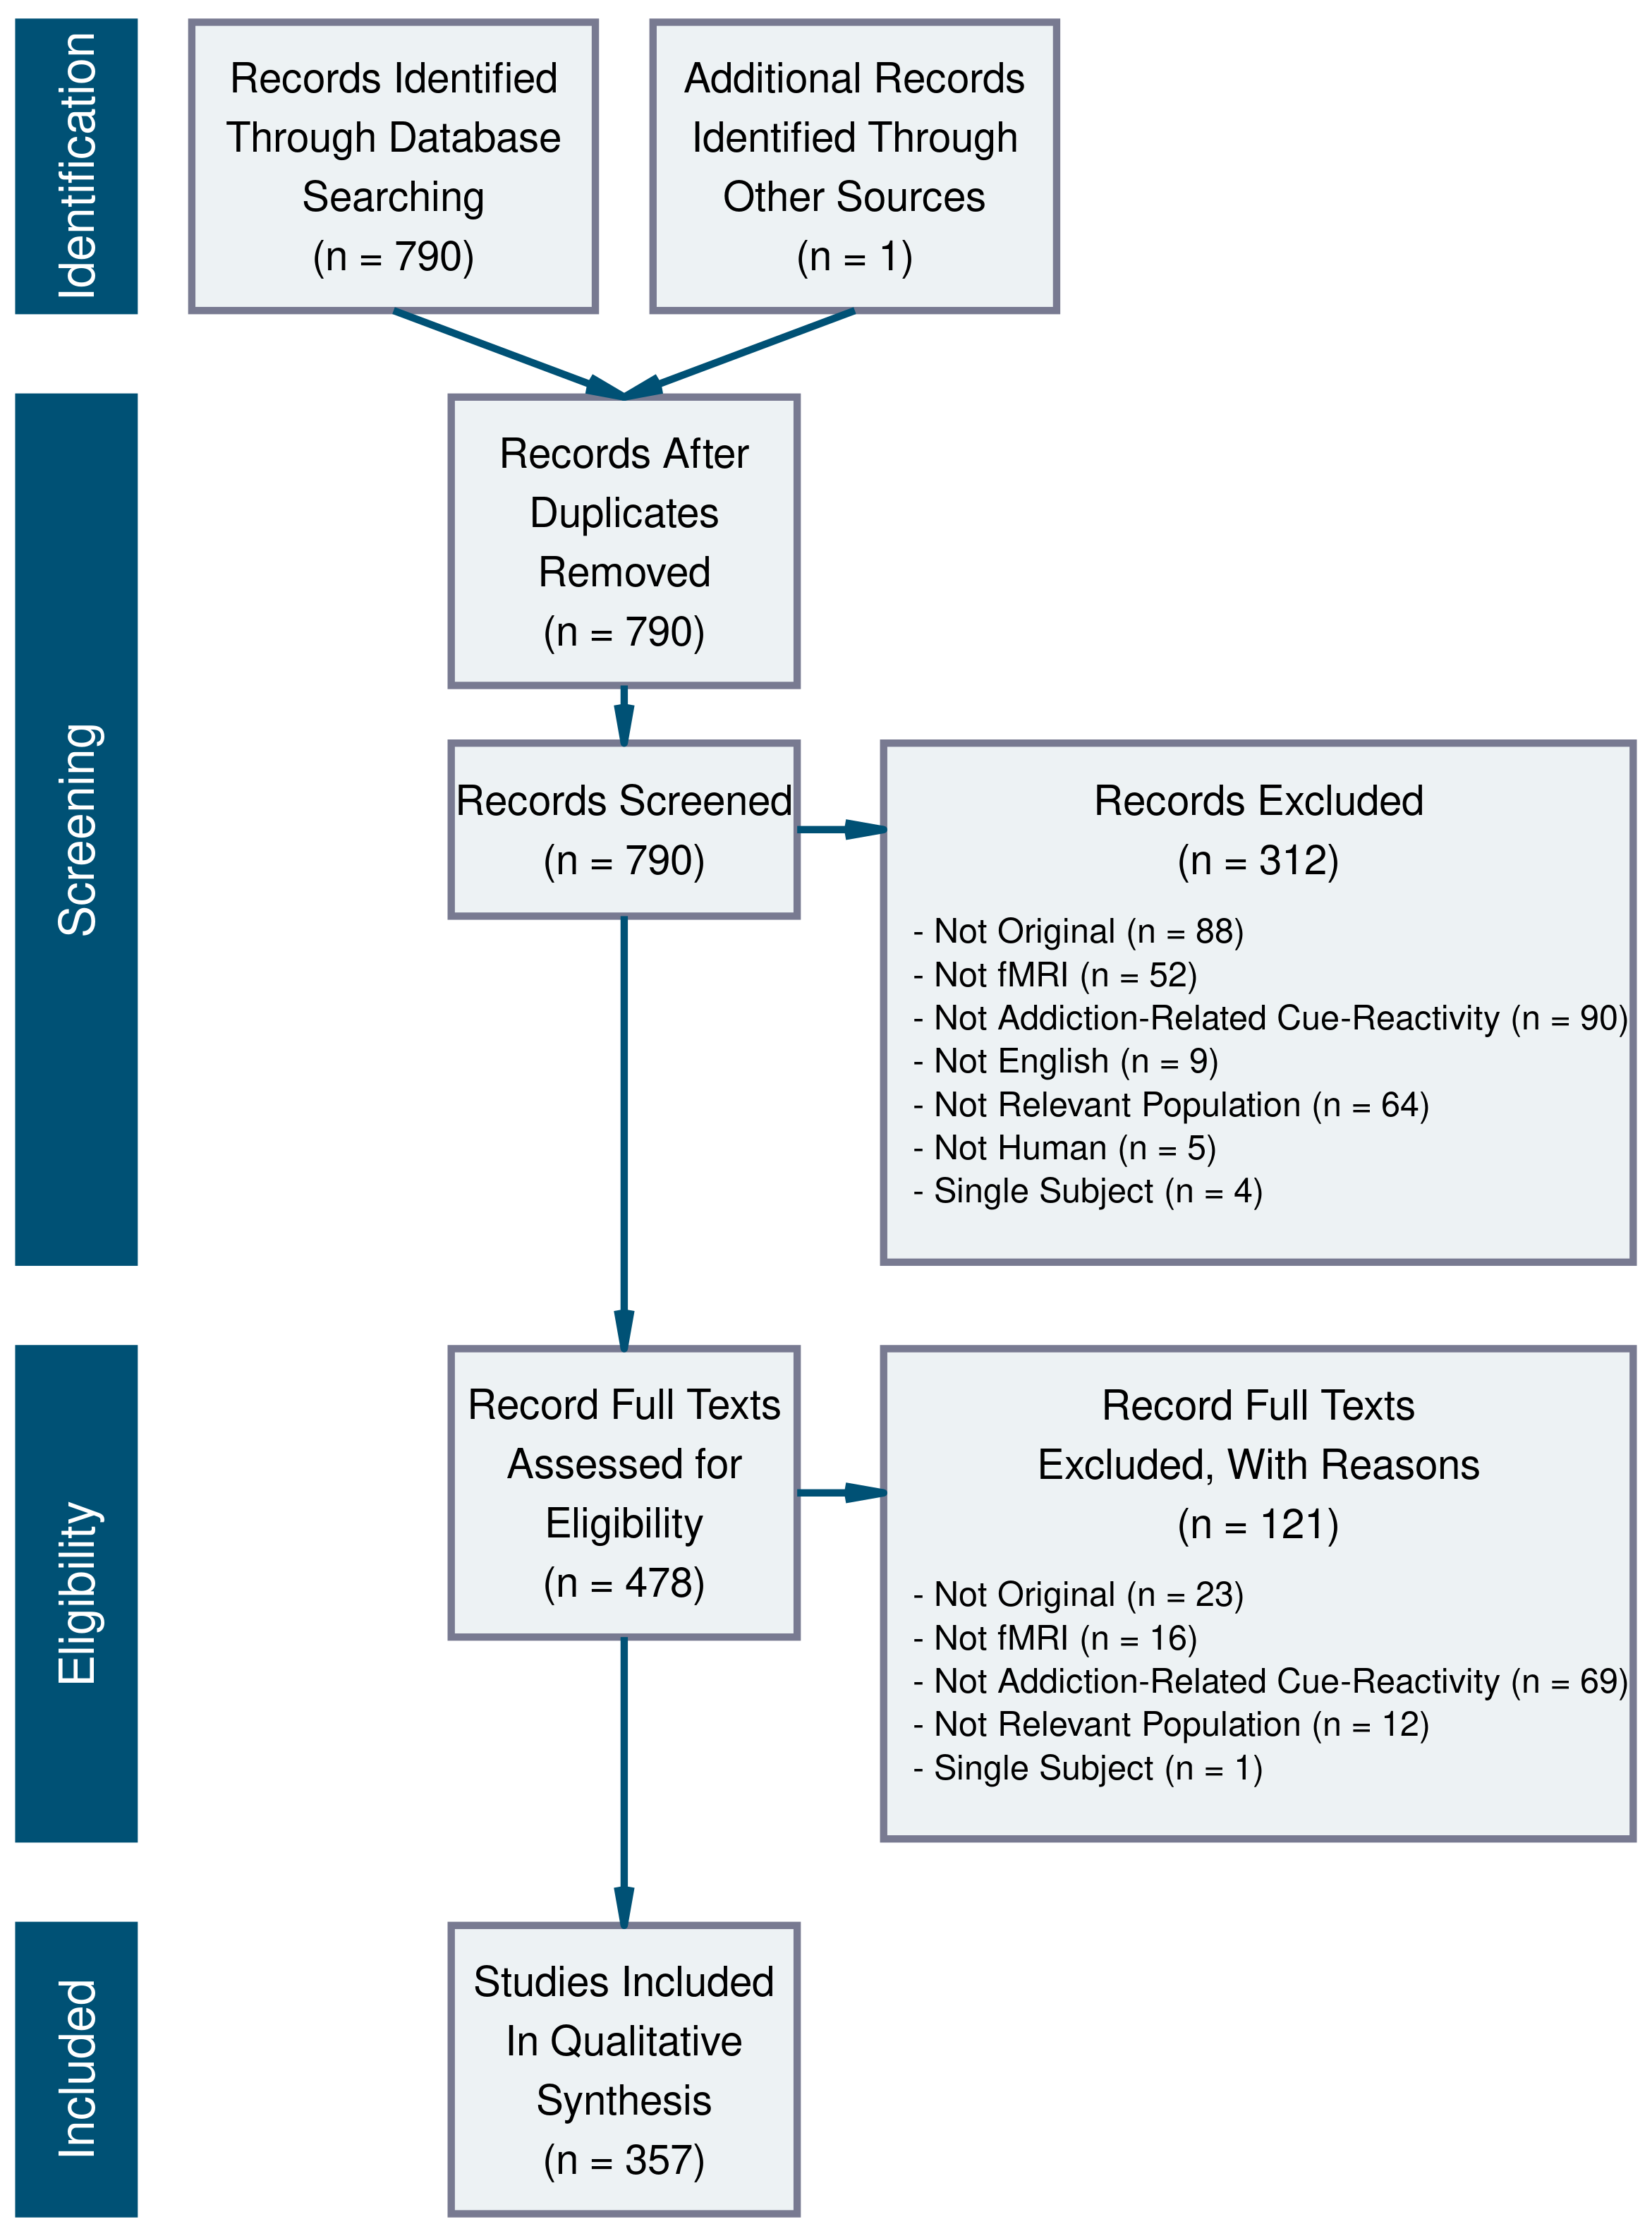 Identification
Records Identified
Through Database
Searching
(n = 790)
Additional Records
Identified Through
Other Sources
(n = 1)
Screening
Records After
Duplicates
Removed
(n = 790)
Records Screened
(n = 790)
Records Excluded
(n = 312)
- Not Original (n = 88)
- Not fMRI (n = 52)
- Not Addiction-Related Cue-Reactivity (n = 90)
- Not English (n = 9)
- Not Relevant Population (n = 64)
- Not Human (n = 5)
- Single Subject (n = 4)
Eligibility
Record Full Texts
Assessed for
Eligibility
(n = 478)
Record Full Texts
Excluded, With Reasons
(n = 121)
- Not Original (n = 23)
- Not fMRI (n = 16)
- Not Addiction-Related Cue-Reactivity (n = 69)
- Not Relevant Population (n = 12)
- Single Subject (n = 1)
Included
Studies Included
In Qualitative
Synthesis
(n = 357)